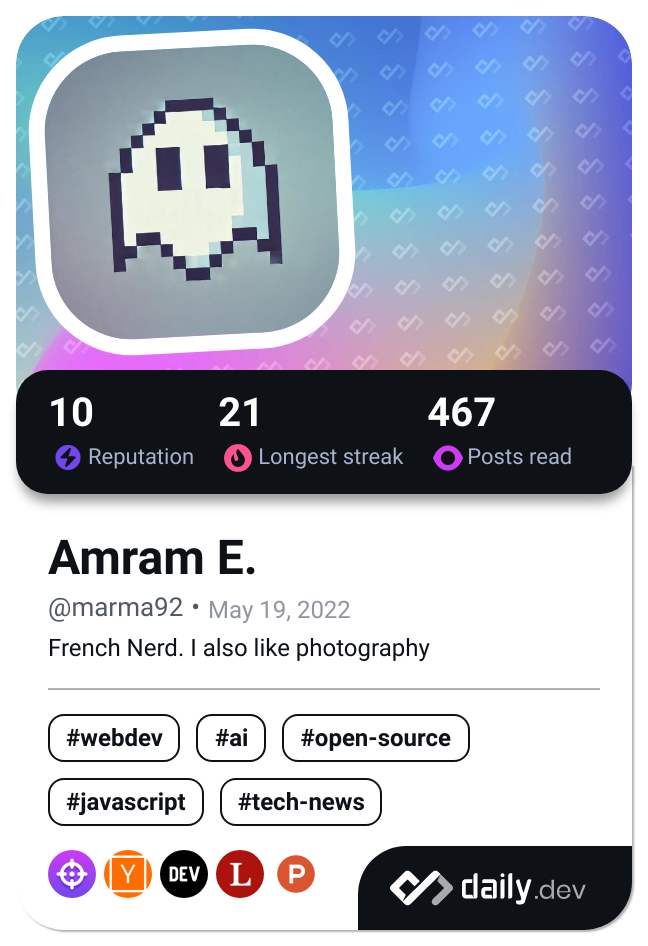 10 21 467
Reputation Longest streak Posts read
Amram E.
@marma92 • May 19, 2022
French Nerd. I also like photography
#webdev #ai #open-source
#javascript #tech-news
Y DEV L P
daily.dev